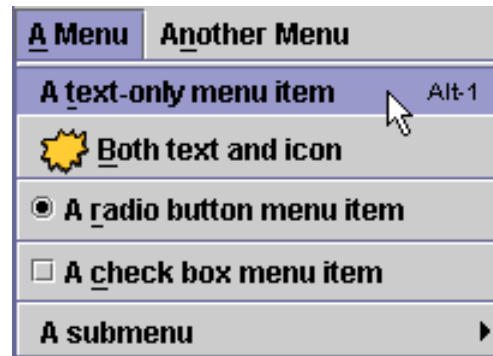 A Menu Another Menu
A text-only menu item Alt-1
Both text and icon
A radio button menu item
A check box menu item
A submenu